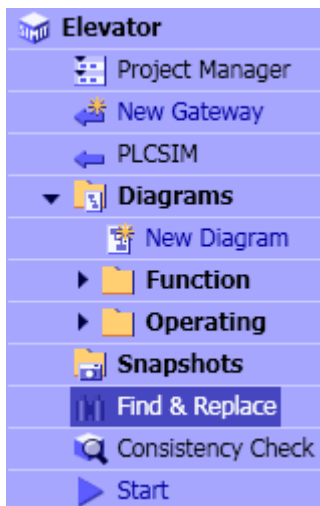 Elevator
Project Manager
New Gateway
PLCSIM
Diagrams
New Diagram
Function
Operating
Snapshots
Find & Replace
Consistency Check
Start